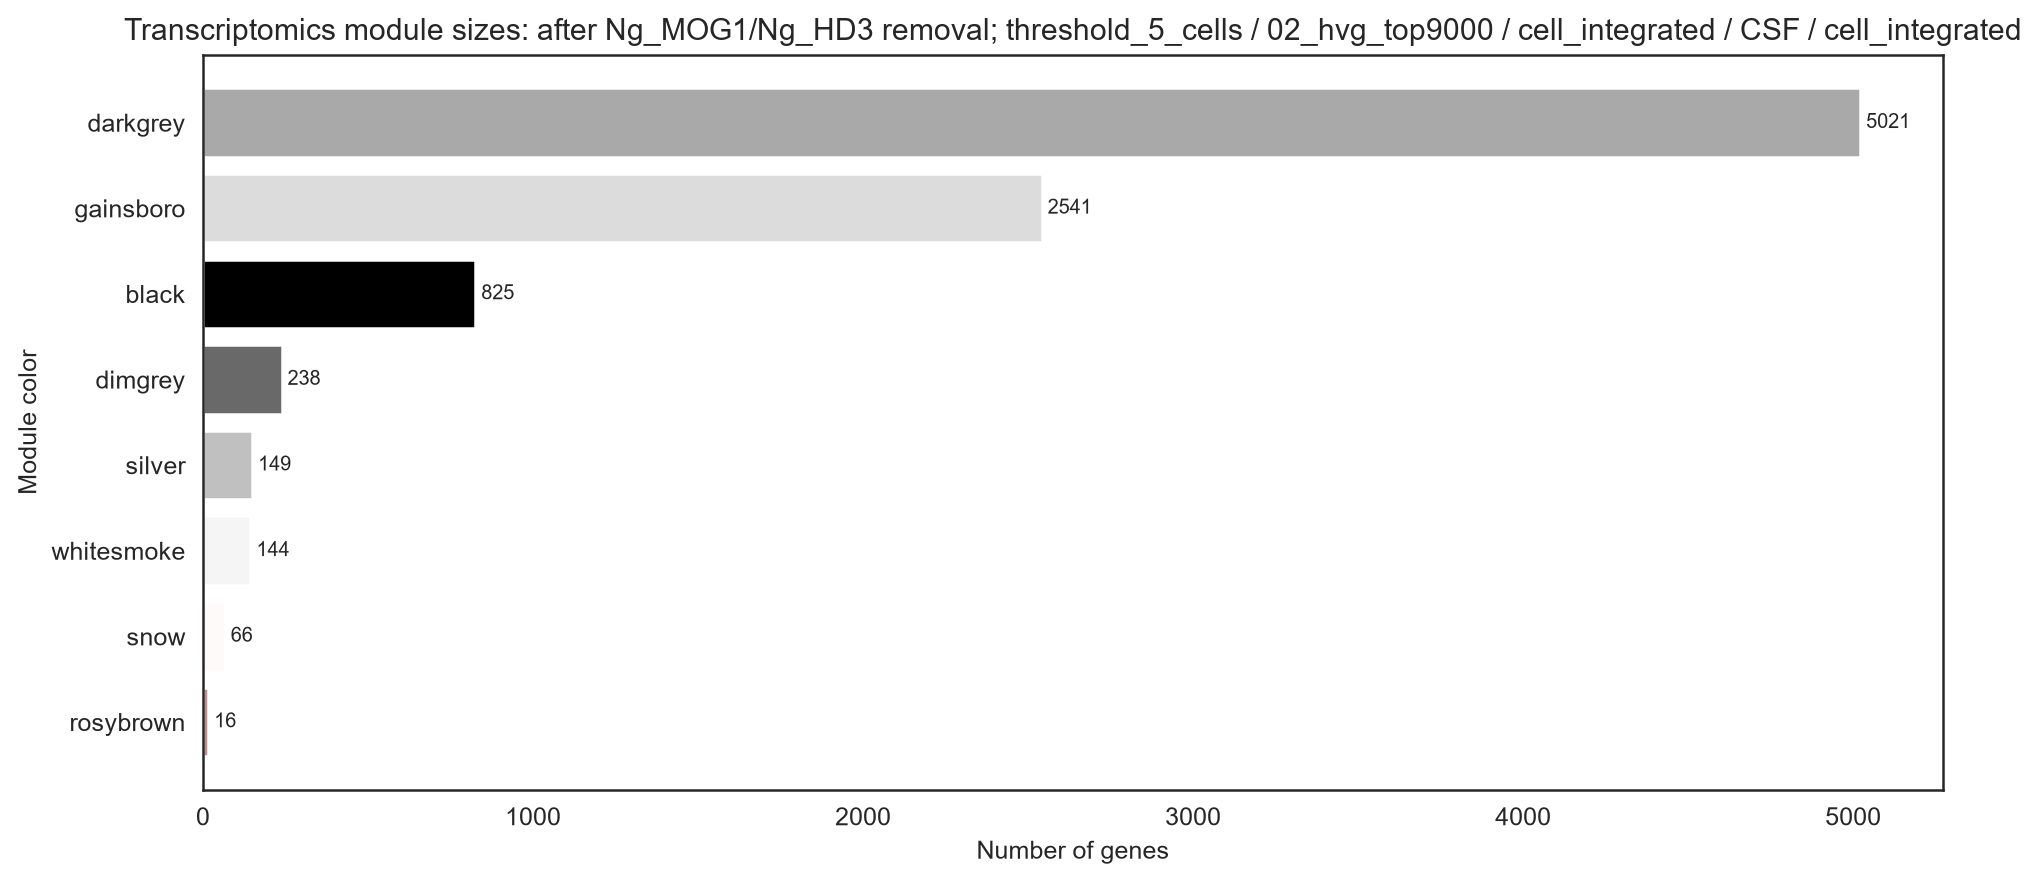 Transcriptomics module sizes: after Ng_MOG1/Ng_HD3 removal; threshold_5_cells / 02_hvg_top9000 / cell_integrated / CSF / cell_integrated
Module color
darkgrey 5021
gainsboro 2541
black 825
dimgrey 238
silver 149
whitesmoke 144
snow 66
rosybrown 16
0 1000 2000 3000 4000 5000
Number of genes